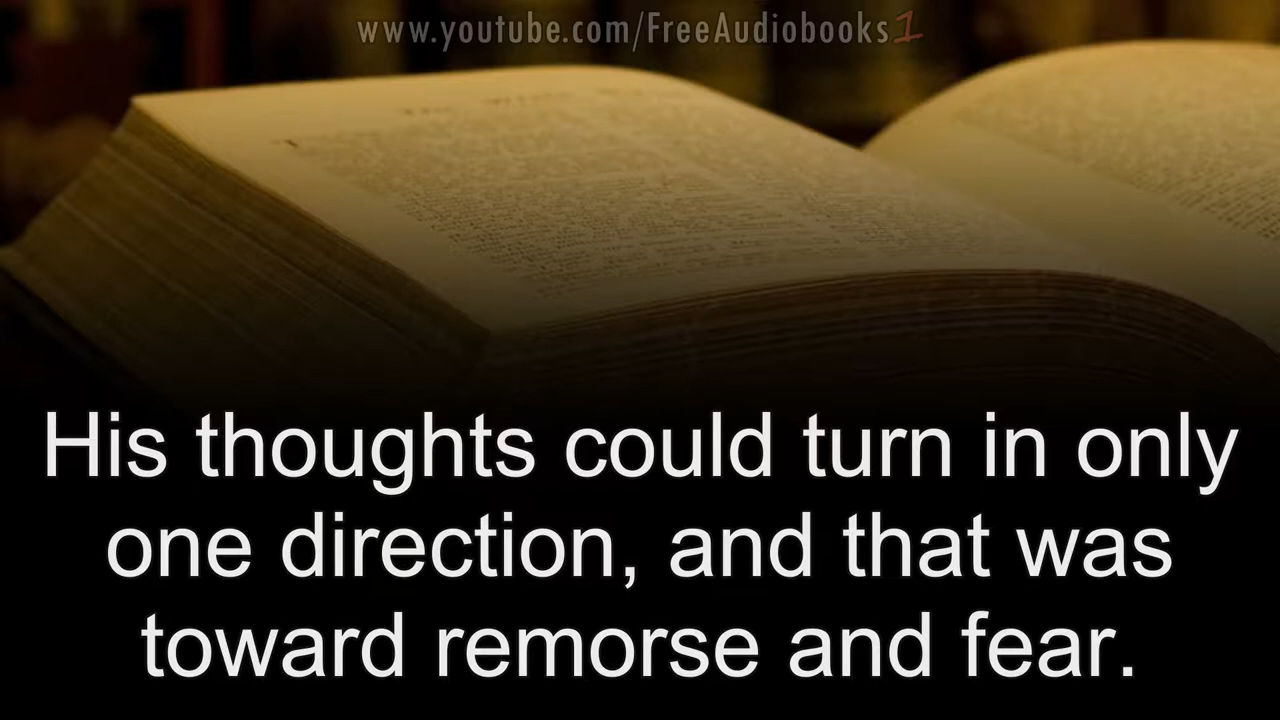 www.youtube.com/FreeAudiobooks1
His thoughts could turn in only
one direction, and that was
toward remorse and fear.